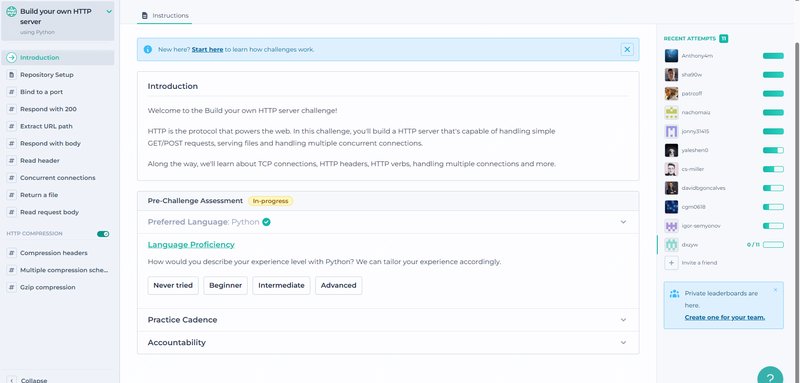 Build your own HTTP
server
using Python
Introduction
Repository Setup
Bind to a port
Respond with 200
Extract URL path
Respond with body
Read header
Concurrent connections
Return a file
Read request body
HTTP COMPRESSION
Compression headers
Multiple compression sche...
Gzip compression
Collapse
Instructions
New here? Start here to learn how challenges work.
Introduction
Welcome to the Build your own HTTP server challenge!
HTTP is the protocol that powers the web. In this challenge, you'll build a HTTP server that's capable of handling simple
GET/POST requests, serving files and handling multiple concurrent connections.
Along the way, we'll learn about TCP connections, HTTP headers, HTTP verbs, handling multiple connections and more.
Pre-Challenge Assessment In-progress
Preferred Language: Python
Language Proficiency
How would you describe your experience level with Python? We can tailor your experience accordingly.
Never tried Beginner Intermediate Advanced
Practice Cadence
Accountability
RECENT ATTEMPTS 11
Anthony4m
sha90w
patrcoff
nachomau
jonny31415
yaleshen0
cs-miller
davidbgoncalves
cgm0618
igor-semyonov
dxqyw 0 / 11
Invite a friend
Private leaderboards are
here.
Create one for your team.
?